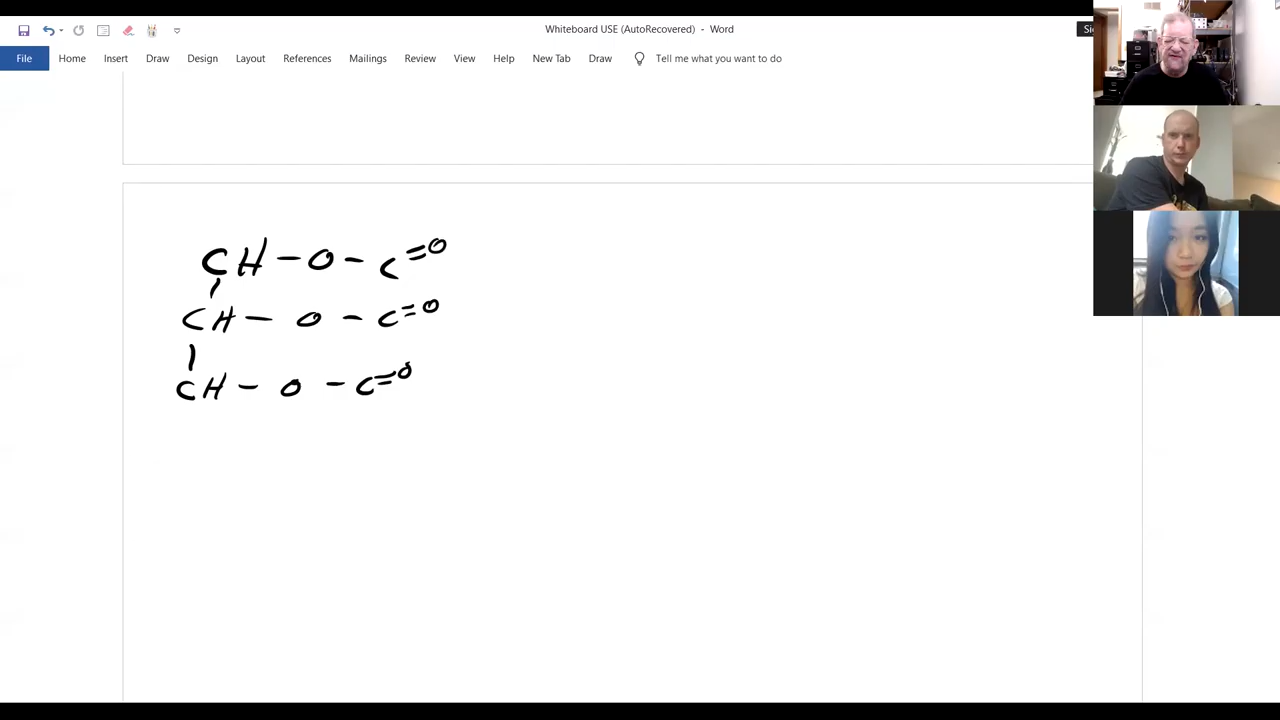 Whiteboard USE (AutoRecovered) - Word
File Home Insert Draw Design Layout References Mailings Review View Help New Tab Draw Tell me what you want to do
CH - O - C=O
CH - O - C=O
CH - O - C=O